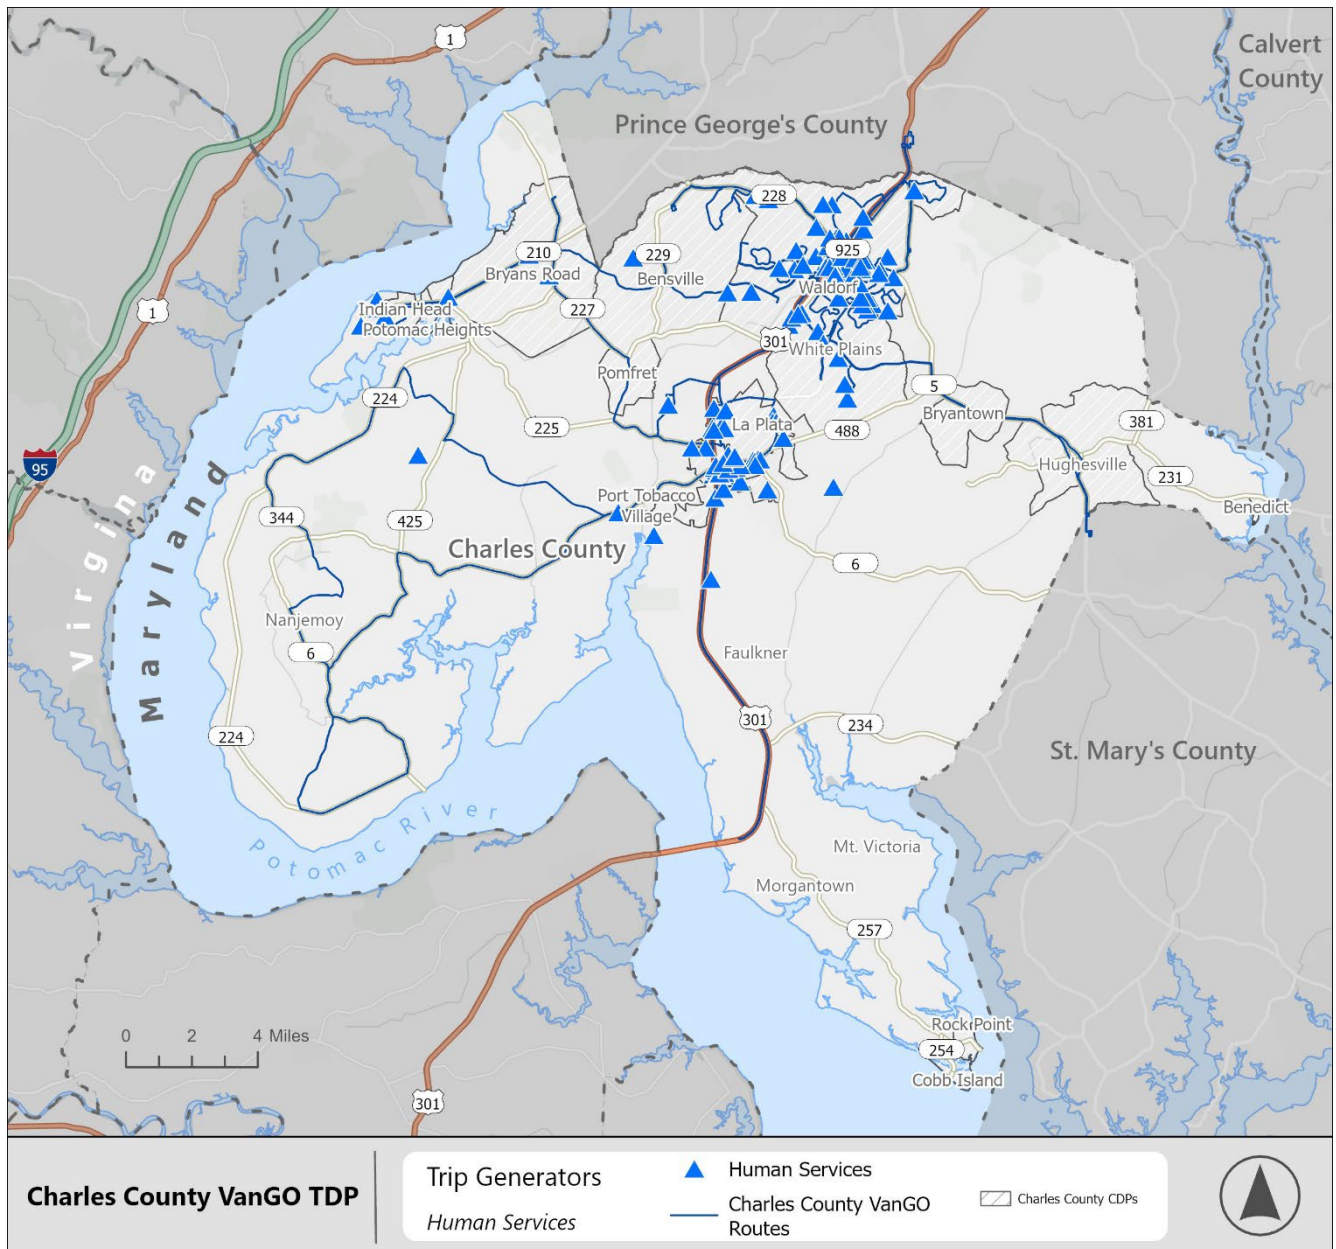 1
Calvert
County
Prince George's County
228
210
229
925
Bryans Road
Bensville
Waldorf
1
Indian Head
227
Potomac Heights
301
White Plains
Pomfret
5
224
Bryantown
381
225
La Plata
488
95
Hughesville
231
Port Tobacco
Village
Benedict
344
425
Charles County
6
Virginia
Maryland
Nanjemoy
6
Faulkner
301
234
224
St. Mary's County
Potomac River
Mt. Victoria
Morgantown
257
Rock Point
254
Cobb Island
0 2 4 Miles
301
Charles County VanGO TDP
Trip Generators
Human Services
Human Services
Charles County VanGO
Routes
Charles County CDPs